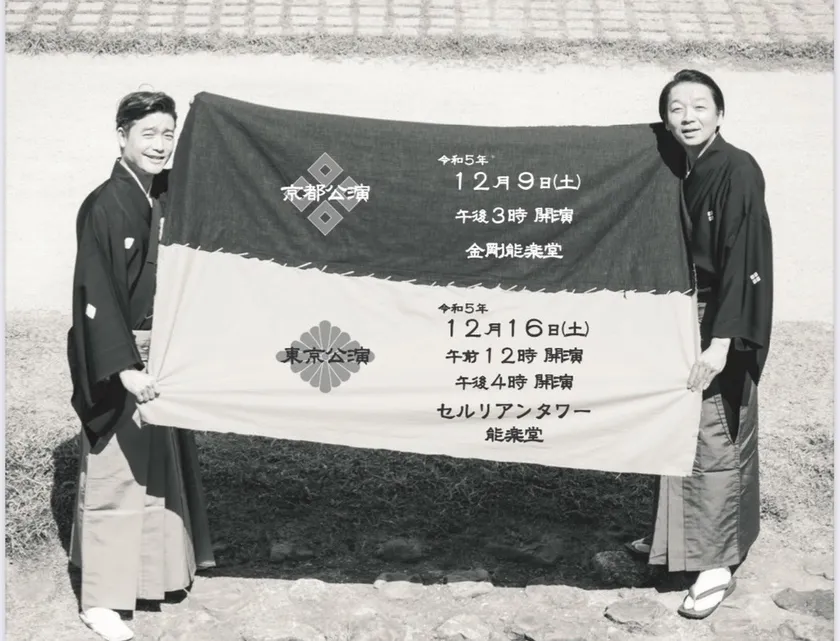 京都公演
令和5年
12月9日(土)
午後3時 開演
金剛能楽堂
東京公演
令和5年
12月16日(土)
午前12時 開演
午後4時 開演
セルリアンタワー
能楽堂